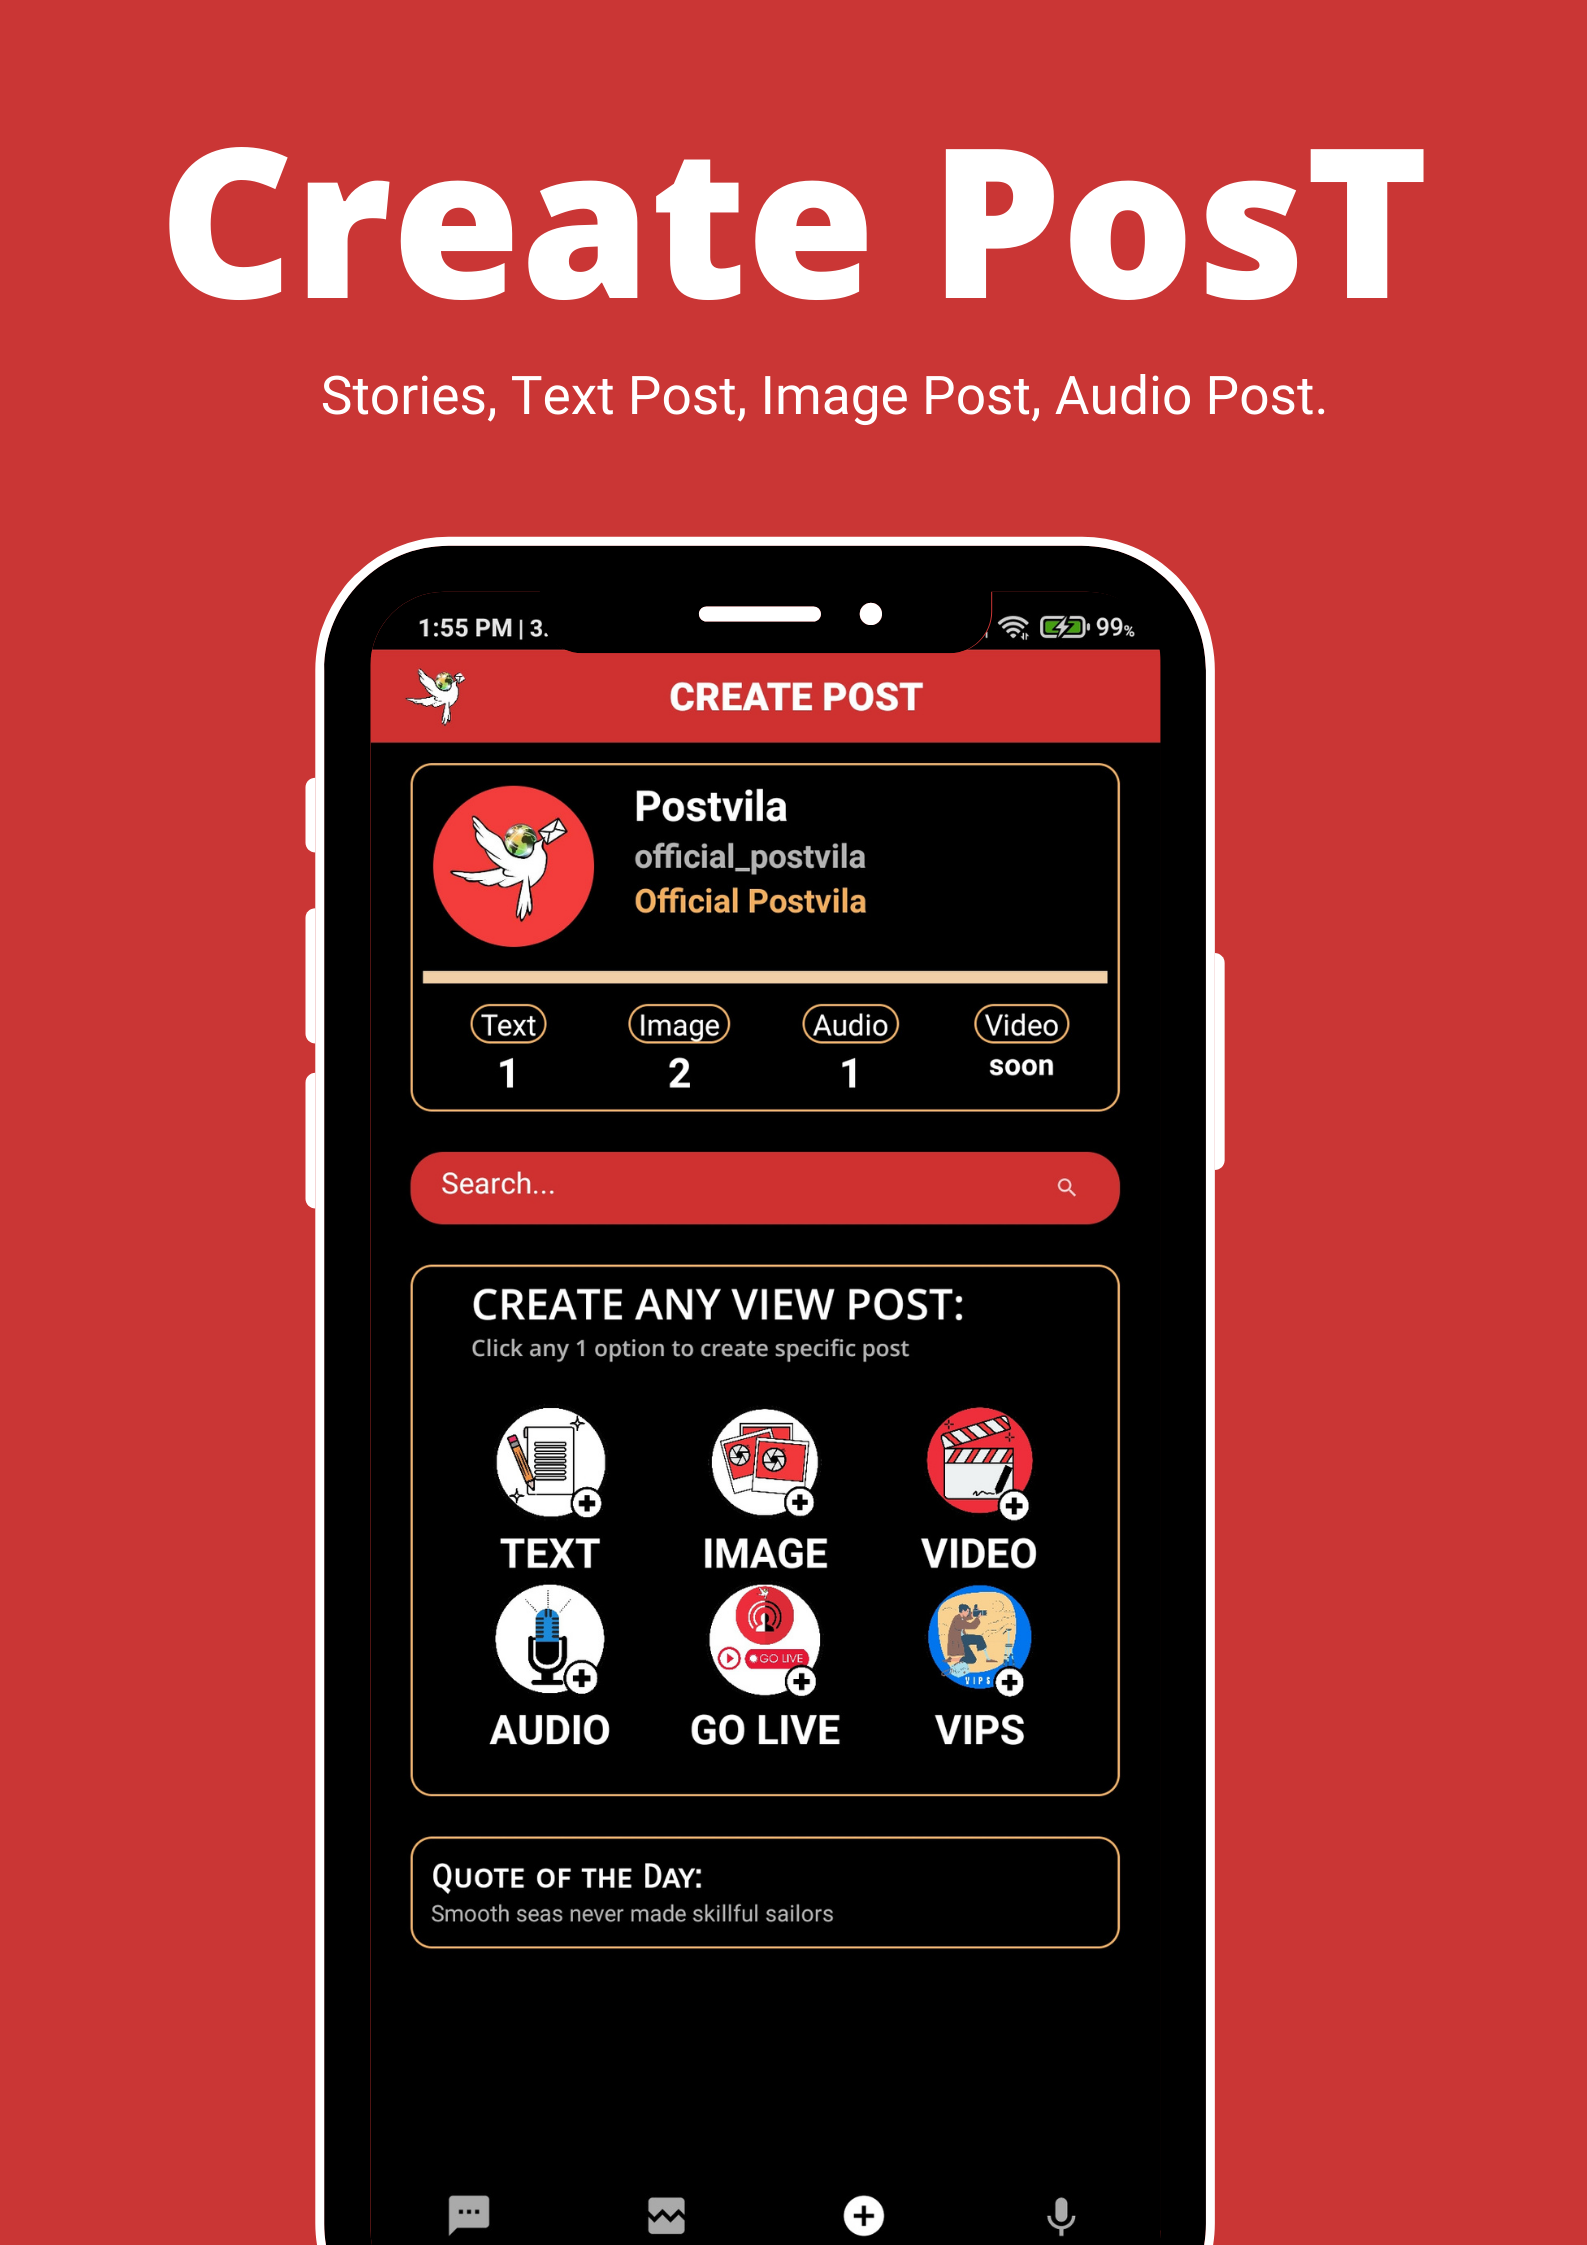 Create PosT
Stories, Text Post, Image Post, Audio Post.
1:55 PM | 3.
99%
CREATE POST
Postvila
official_postvila
Official Postvila
Text Image Audio Video
1 2 1 soon
Search...
CREATE ANY VIEW POST:
Click any 1 option to create specific post
TEXT IMAGE VIDEO
GO LIVE
VIPS
AUDIO GO LIVE VIPS
Quote of the Day:
Smooth seas never made skillful sailors